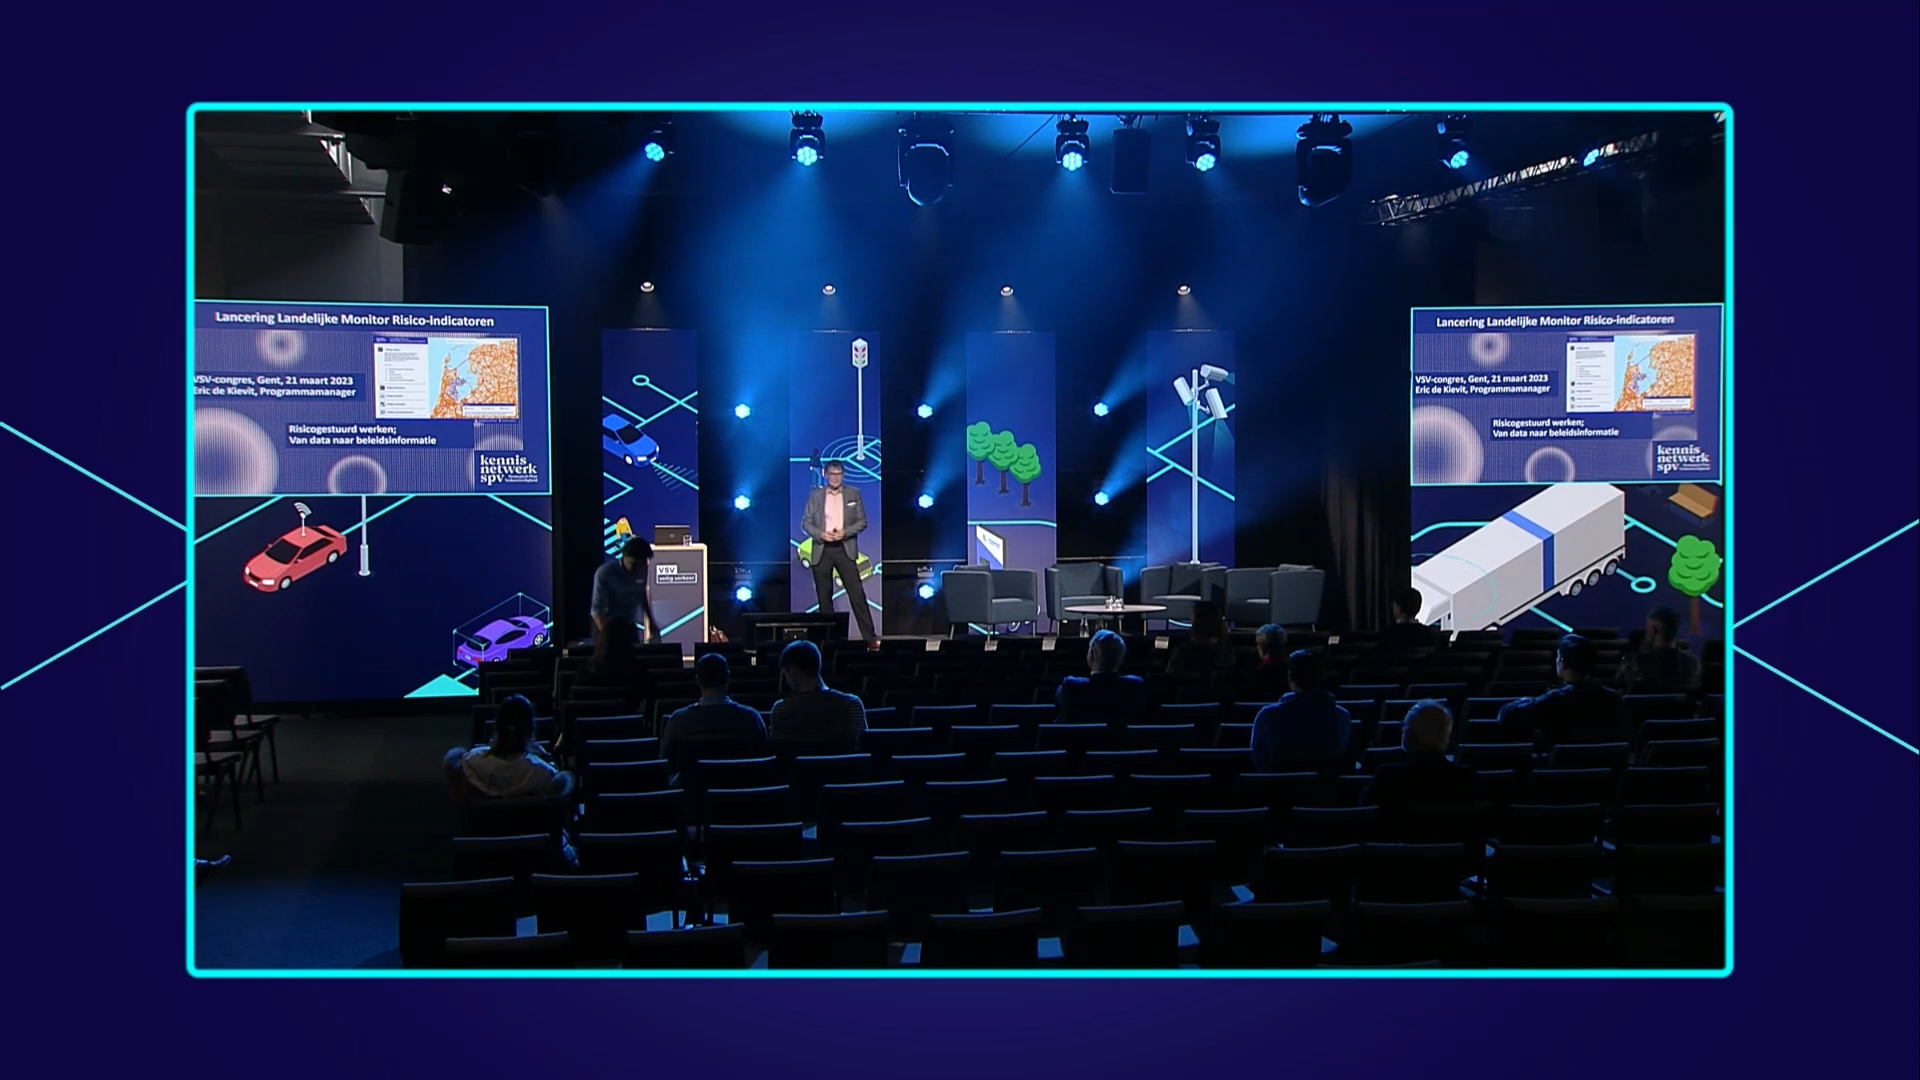 Lancering Landelijke Monitor Risico-indicatoren
VSV-congres, Gent, 21 maart 2023
Eric de Kievit, Programmamanager
Risicogestuurd werken;
Van data naar beleidsinformatie
kennis
netwerk
spv
Lancering Landelijke Monitor Risico-indicatoren
VSV-congres, Gent, 21 maart 2023
Eric de Kievit, Programmamanager
Risicogestuurd werken;
Van data naar beleidsinformatie
kennis
netwerk
spv
VSV
veilig verkeer